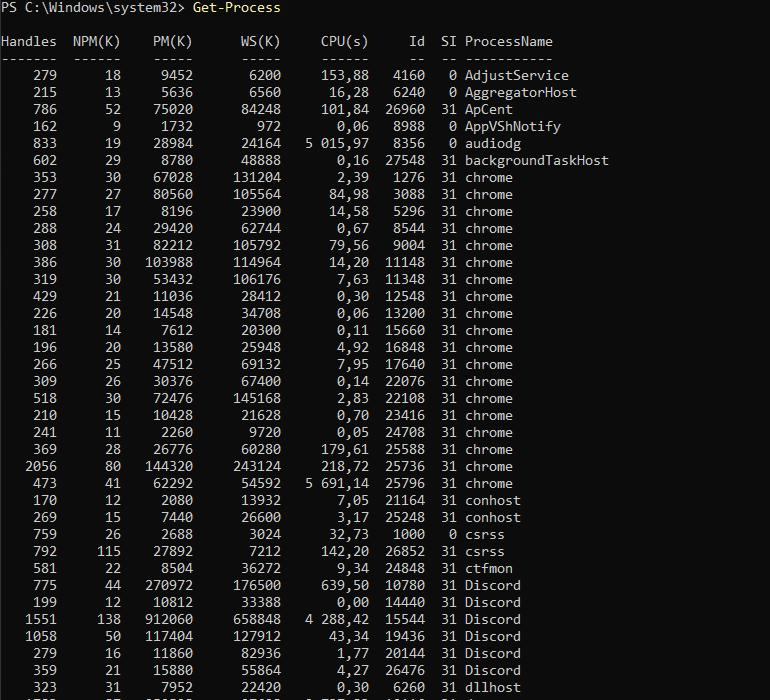 PS C:\Windows\system32> Get-Process
Handles NPM(K) PM(K) WS(K) CPU(s) Id SI ProcessName
------- ------ ----- ----- ------ -- -- -----------
279 18 9452 6200 153,88 4160 0 AdjustService
215 13 5636 6560 16,28 6240 0 AggregatorHost
786 52 75020 84248 101,84 26960 31 ApCent
162 9 1732 972 0,06 8988 0 AppVShNotify
833 19 28984 24164 5 015,97 8356 0 audiodg
602 29 8780 48888 0,16 27548 31 backgroundTaskHost
353 30 67028 131204 2,39 1276 31 chrome
277 27 80560 105564 84,98 3088 31 chrome
258 17 8196 23900 14,58 5296 31 chrome
288 24 29420 62744 0,67 8544 31 chrome
308 31 82212 105792 79,56 9004 31 chrome
386 30 103988 114964 14,20 11148 31 chrome
319 30 53432 106176 7,63 11348 31 chrome
429 21 11036 28412 0,30 12548 31 chrome
226 20 14548 34708 0,06 13200 31 chrome
181 14 7612 20300 0,11 15660 31 chrome
196 20 13580 25948 4,92 16848 31 chrome
266 25 47512 69132 7,95 17640 31 chrome
309 26 30376 67400 0,14 22076 31 chrome
518 30 72476 145168 2,83 22108 31 chrome
210 15 10428 21628 0,70 23416 31 chrome
241 11 2260 9720 0,05 24708 31 chrome
369 28 26776 60280 179,61 25588 31 chrome
2056 80 144320 243124 218,72 25736 31 chrome
473 41 62292 54592 5 691,14 25796 31 chrome
170 12 2080 13932 7,05 21164 31 conhost
269 15 7440 26600 3,17 25248 31 conhost
759 26 2688 3024 32,73 1000 0 csrss
792 115 27892 7212 142,20 26852 31 csrss
581 22 8504 36272 9,34 24848 31 ctfmon
775 44 270972 176500 639,50 10780 31 Discord
199 12 10812 33388 0,00 14440 31 Discord
1551 138 912060 658848 4 288,42 15544 31 Discord
1058 50 117404 127912 43,34 19436 31 Discord
279 16 11860 82936 1,77 20144 31 Discord
359 21 15880 55864 4,27 26476 31 Discord
323 31 7952 22420 0,30 6260 31 dllhost